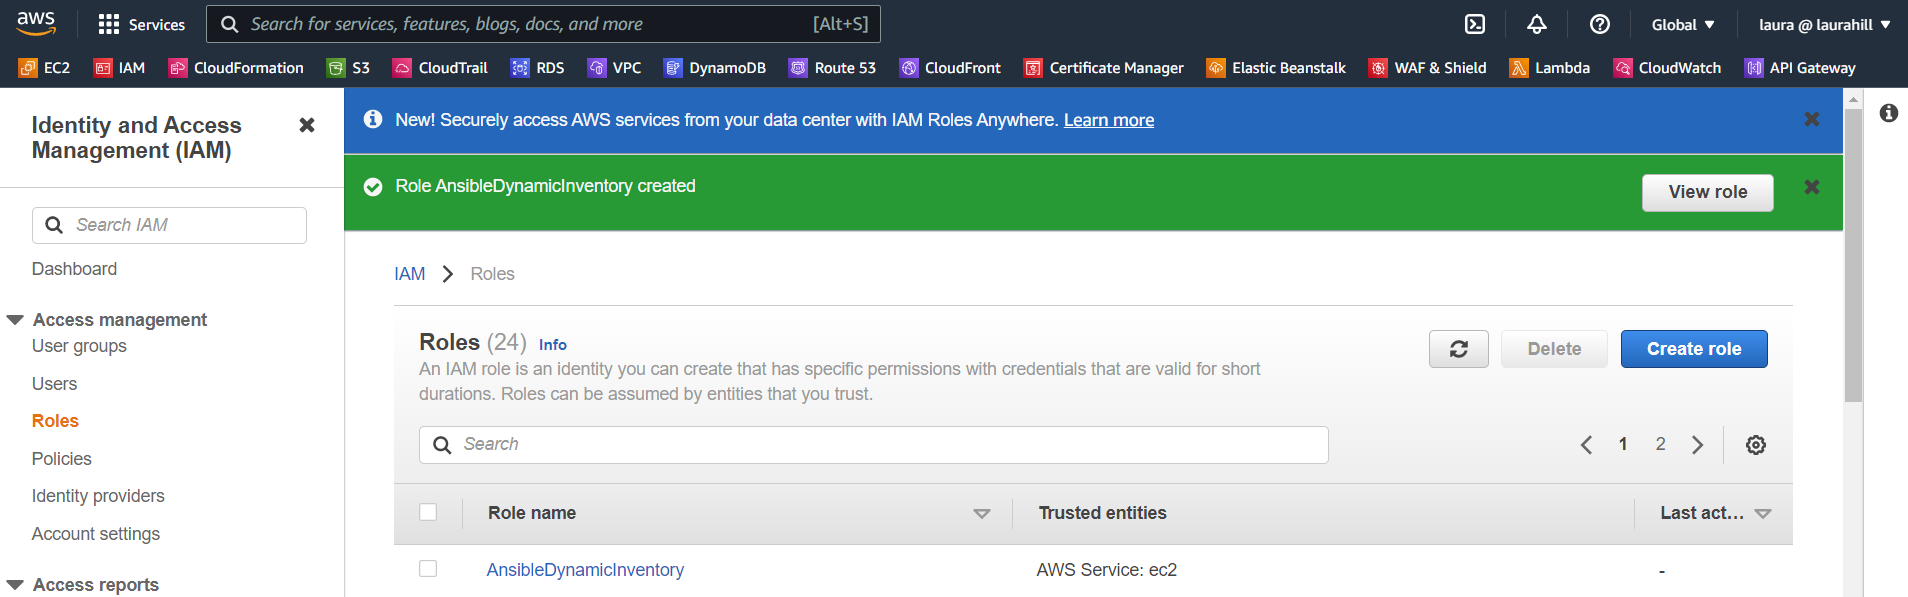 aws Services Search for services, features, blogs, docs, and more [Alt+S] Global laura @ laurahill
EC2 IAM CloudFormation S3 CloudTrail RDS VPC DynamoDB Route 53 CloudFront Certificate Manager Elastic Beanstalk WAF & Shield Lambda CloudWatch API Gateway
Identity and Access
Management (IAM)
Search IAM
Dashboard
Access management
User groups
Users
Roles
Policies
Identity providers
Account settings
Access reports
New! Securely access AWS services from your data center with IAM Roles Anywhere. Learn more
Role AnsibleDynamicInventory created View role
IAM Roles
Roles (24) Info
An IAM role is an identity you can create that has specific permissions with credentials that are valid for short
durations. Roles can be assumed by entities that you trust.
Delete Create role
Search 1 2
Role name Trusted entities Last act...
AnsibleDynamicInventory AWS Service: ec2 -